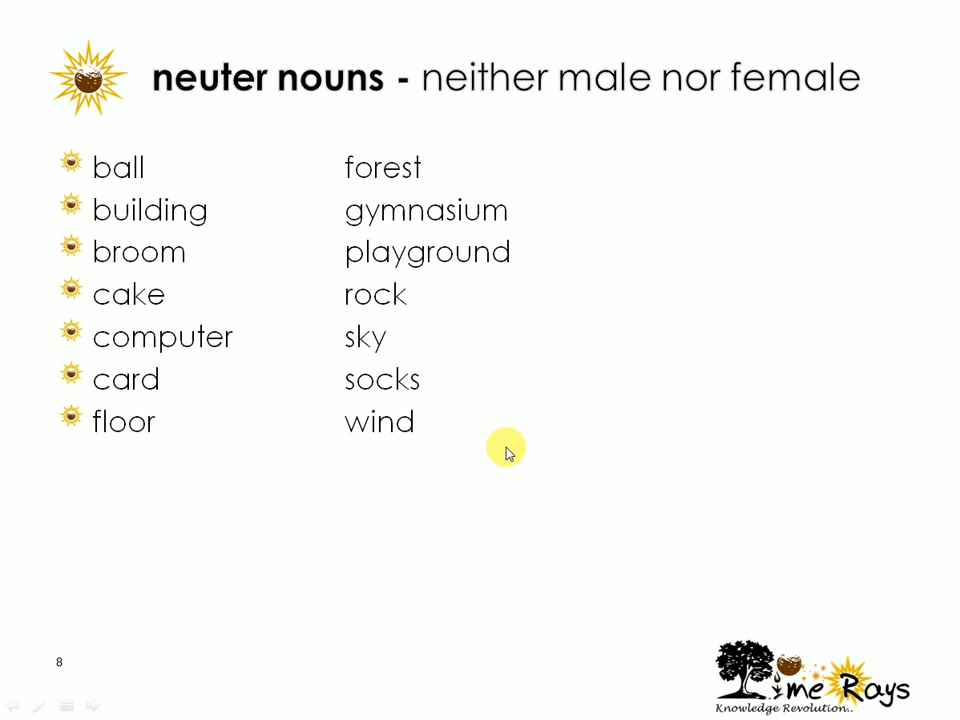 neuter nouns - neither male nor female
ball forest
building gymnasium
broom playground
cake rock
computer sky
card socks
floor wind
8
ime Rays
Knowledge Revolution..